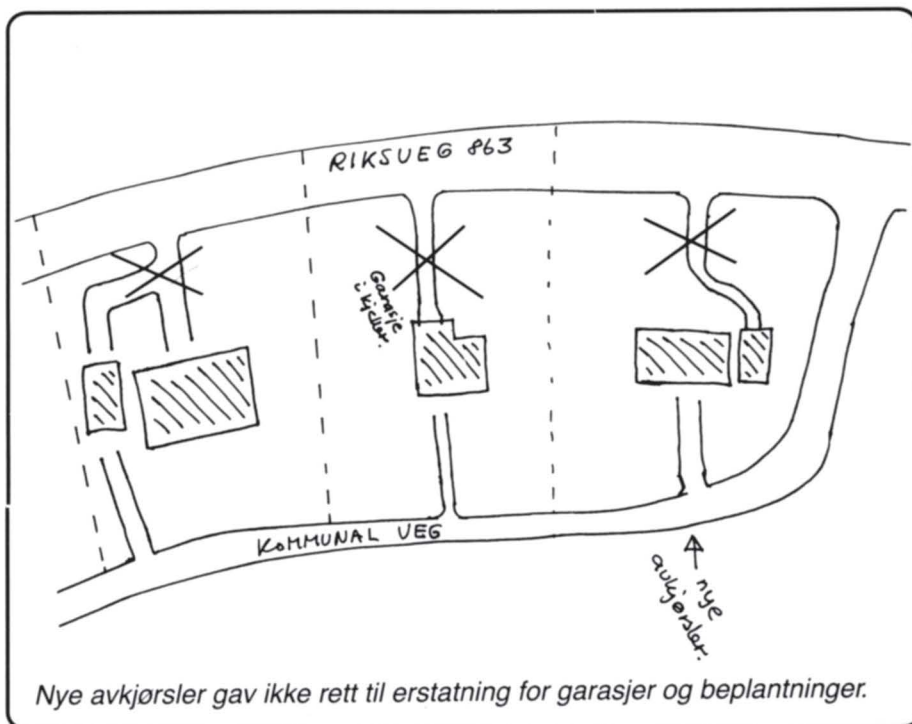 RIKSVEG 863
Garasje
i kjeller.
KOMMUNAL VEG
nye
avkjørsler.
Nye avkjørsler gav ikke rett til erstatning for garasjer og beplantninger.